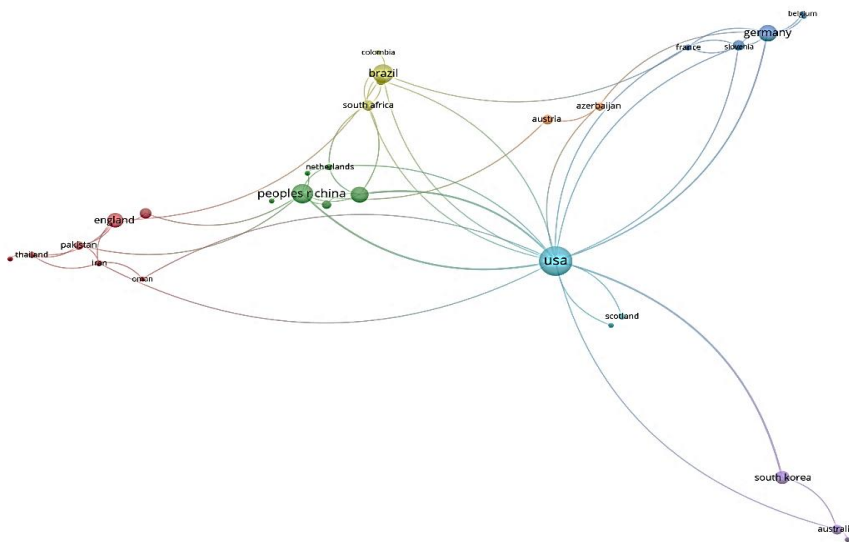 belgium
germany
france
slovenia
colombia
brazil
south africa
azerbaijan
austria
netherlands
peoples r china
england
pakistan
thailand
iran
oman
usa
scotland
south korea
australi